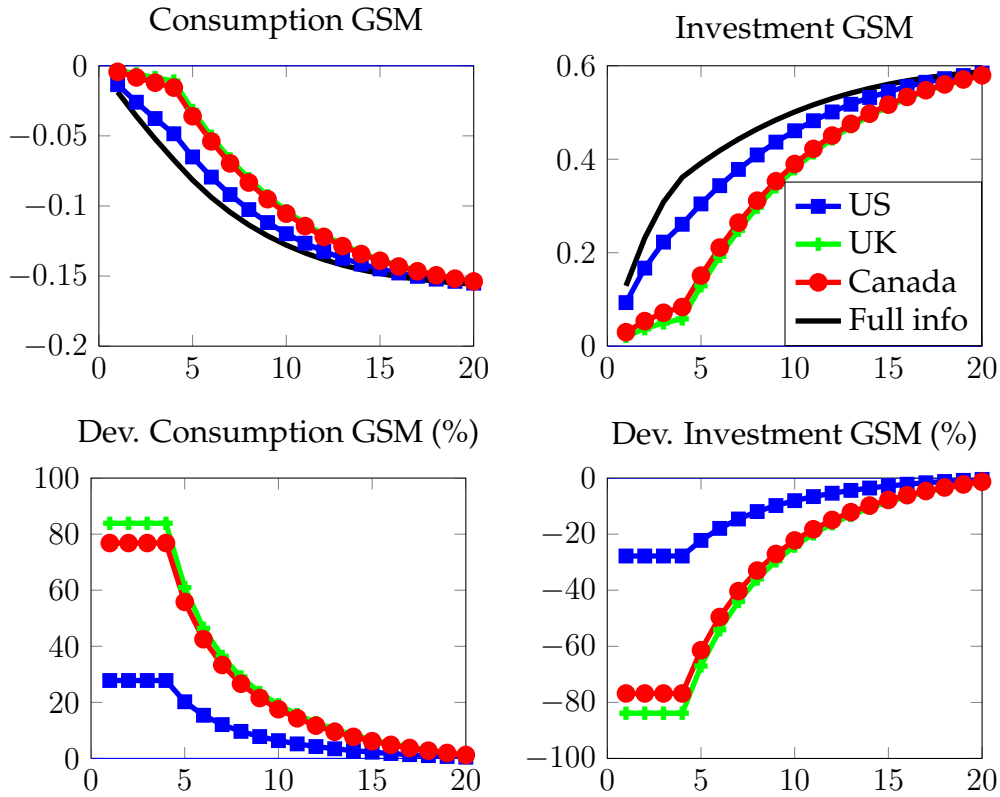 Consumption GSM
0
−0.05
−0.1
−0.15
−0.2
0 5 10 15 20
Investment GSM
0.6
0.4
0.2
0
0 5 10 15 20
US
UK
Canada
Full info
Dev. Consumption GSM (%)
100
80
60
40
20
0
0 5 10 15 20
Dev. Investment GSM (%)
0
−20
−40
−60
−80
−100
0 5 10 15 20